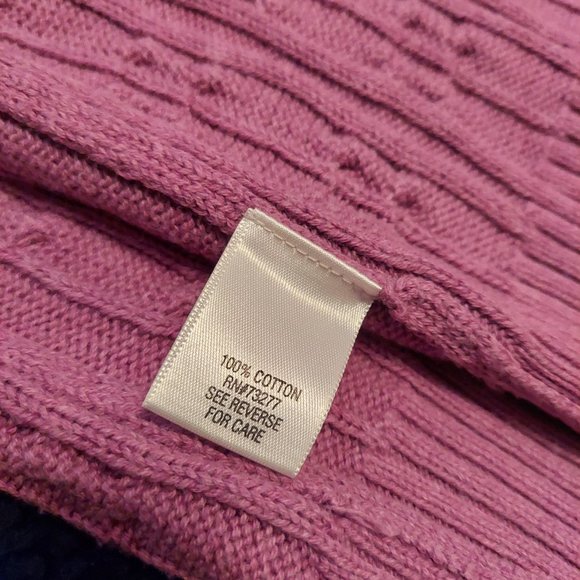 100% COTTON
RN#73277
SEE REVERSE
FOR CARE